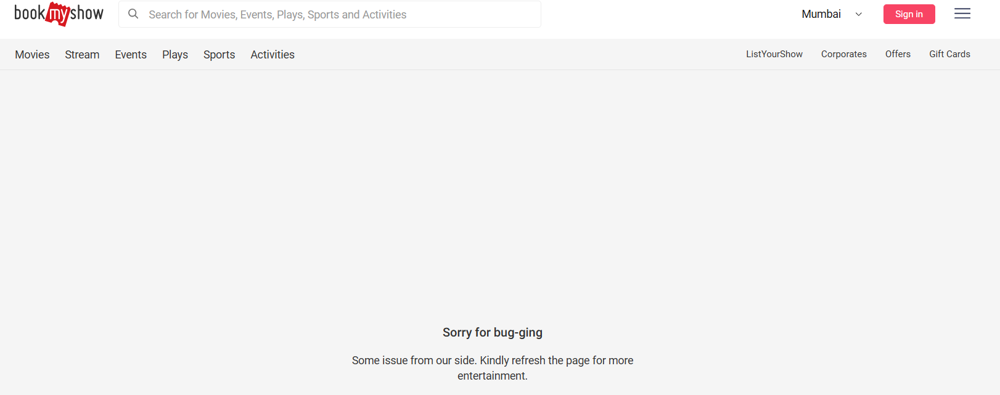 bookmyshow
Search for Movies, Events, Plays, Sports and Activities
Mumbai
Sign in
Movies Stream Events Plays Sports Activities
ListYourShow Corporates Offers Gift Cards
Sorry for bug-ging
Some issue from our side. Kindly refresh the page for more
entertainment.